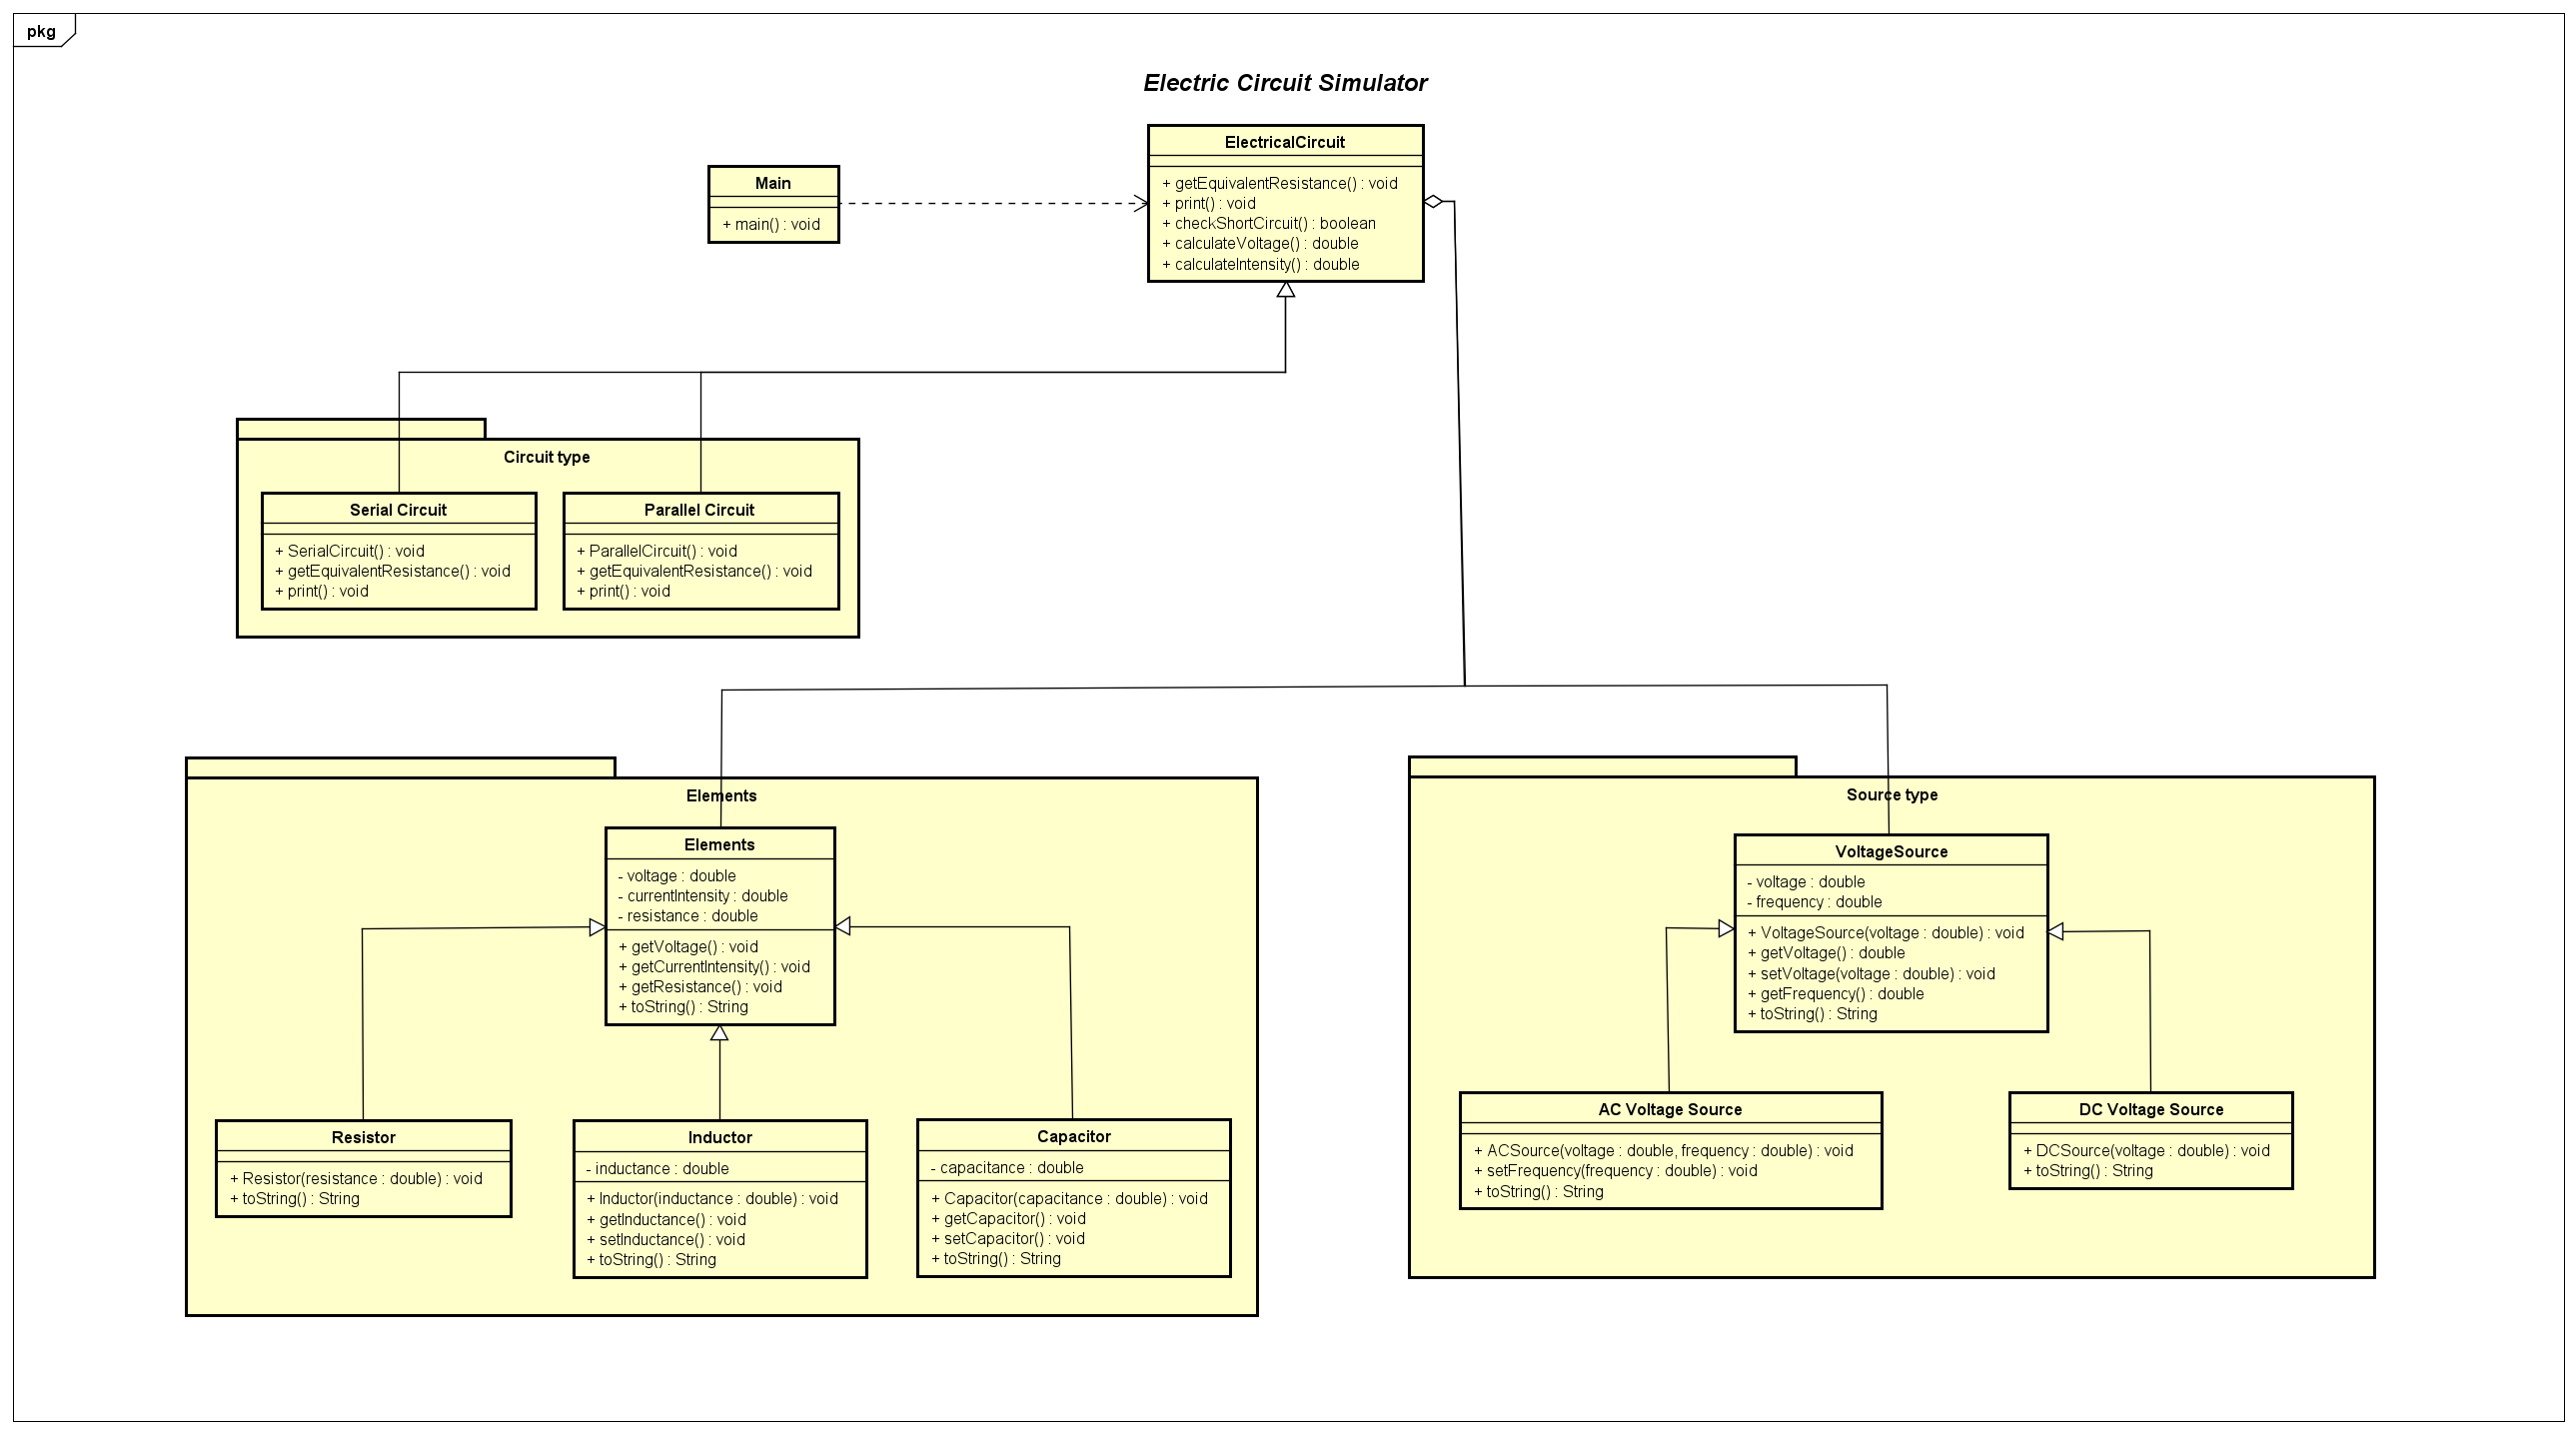 pkg
Electric Circuit Simulator
ElectricalCircuit
+ getEquivalentResistance() : void
+ print() : void
+ checkShortCircuit() : boolean
+ calculateVoltage() : double
+ calculateIntensity() : double
Main
+ main() : void
Circuit type
Serial Circuit
+ SerialCircuit() : void
+ getEquivalentResistance() : void
+ print() : void
Parallel Circuit
+ ParallelCircuit() : void
+ getEquivalentResistance() : void
+ print() : void
Elements
Elements
- voltage : double
- currentIntensity : double
- resistance : double
+ getVoltage() : void
+ getCurrentIntensity() : void
+ getResistance() : void
+ toString() : String
Resistor
+ Resistor(resistance : double) : void
+ toString() : String
Inductor
- inductance : double
+ Inductor(inductance : double) : void
+ getInductance() : void
+ setInductance() : void
+ toString() : String
Capacitor
- capacitance : double
+ Capacitor(capacitance : double) : void
+ getCapacitor() : void
+ setCapacitor() : void
+ toString() : String
Source type
VoltageSource
- voltage : double
- frequency : double
+ VoltageSource(voltage : double) : void
+ getVoltage() : double
+ setVoltage(voltage : double) : void
+ getFrequency() : double
+ toString() : String
AC Voltage Source
+ ACSource(voltage : double, frequency : double) : void
+ setFrequency(frequency : double) : void
+ toString() : String
DC Voltage Source
+ DCSource(voltage : double) : void
+ toString() : String